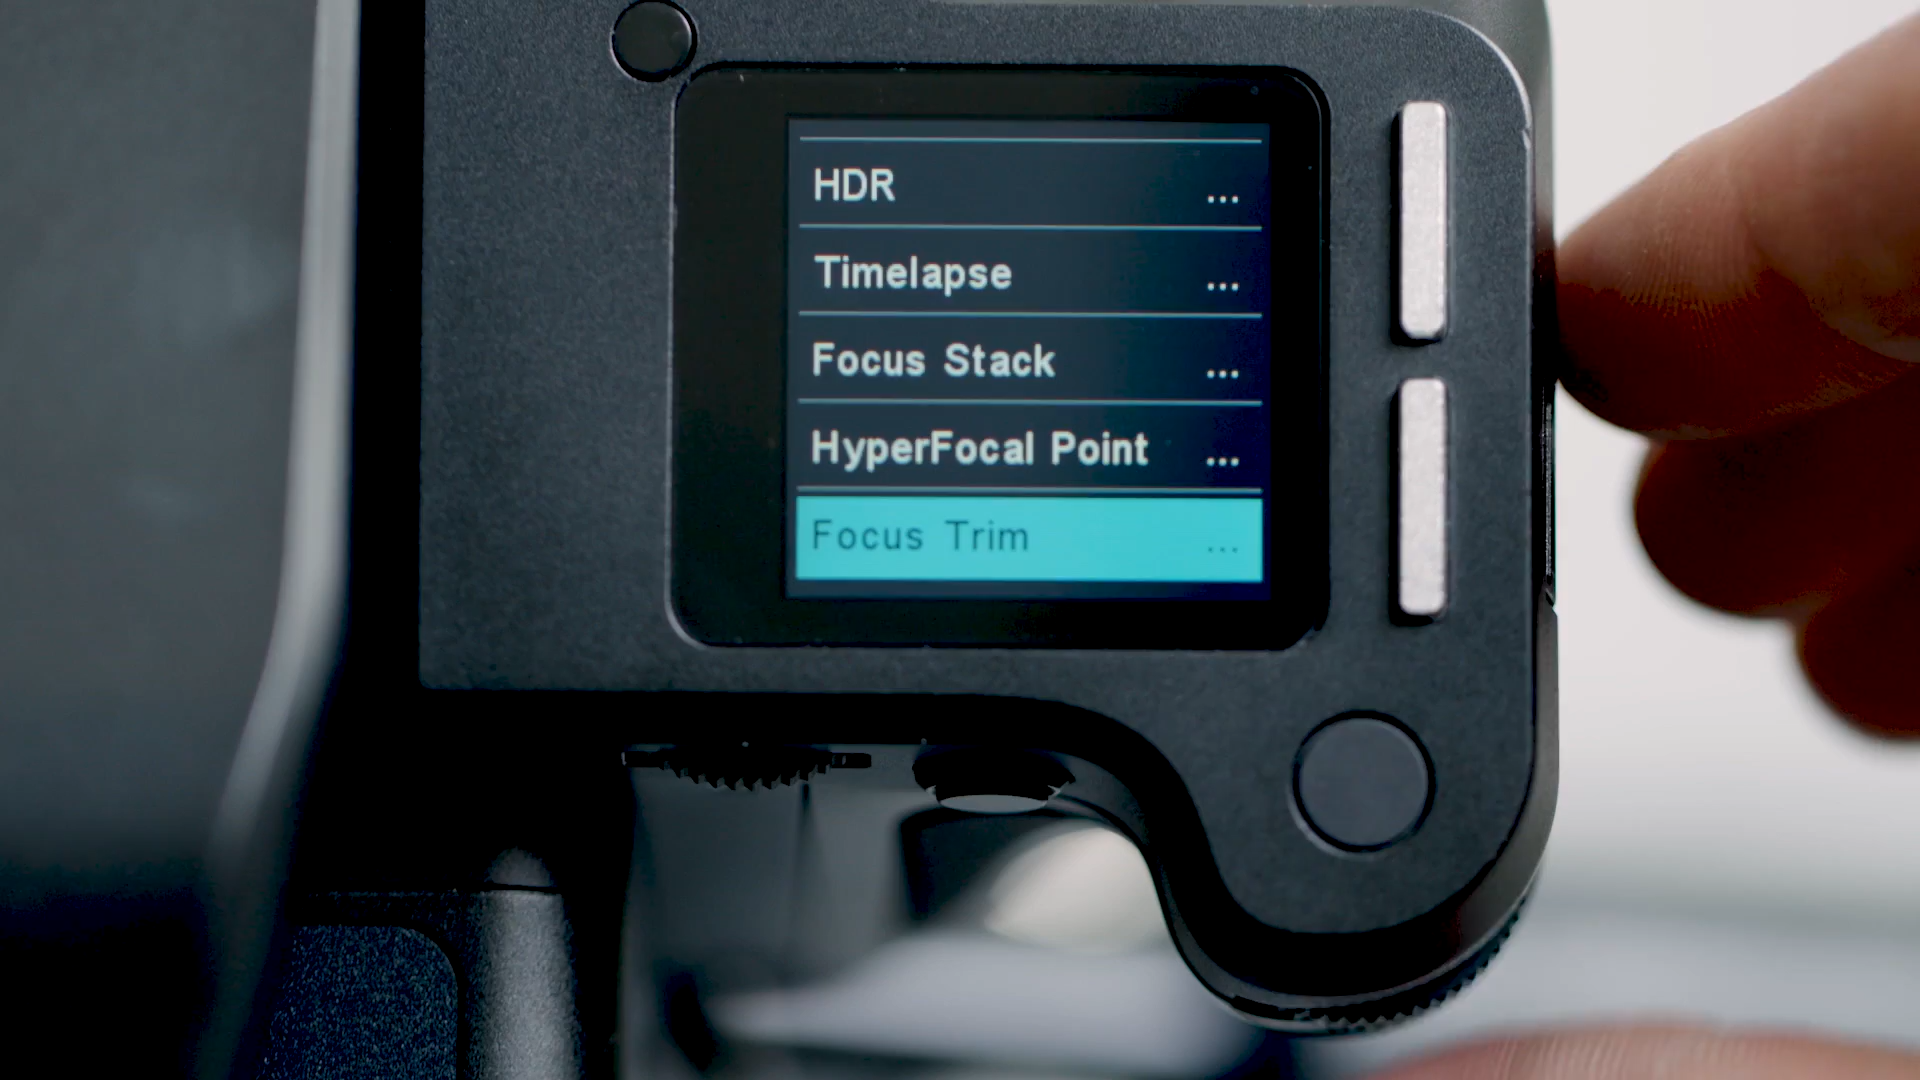 HDR ...
Timelapse ...
Focus Stack ...
HyperFocal Point ...
Focus Trim ...